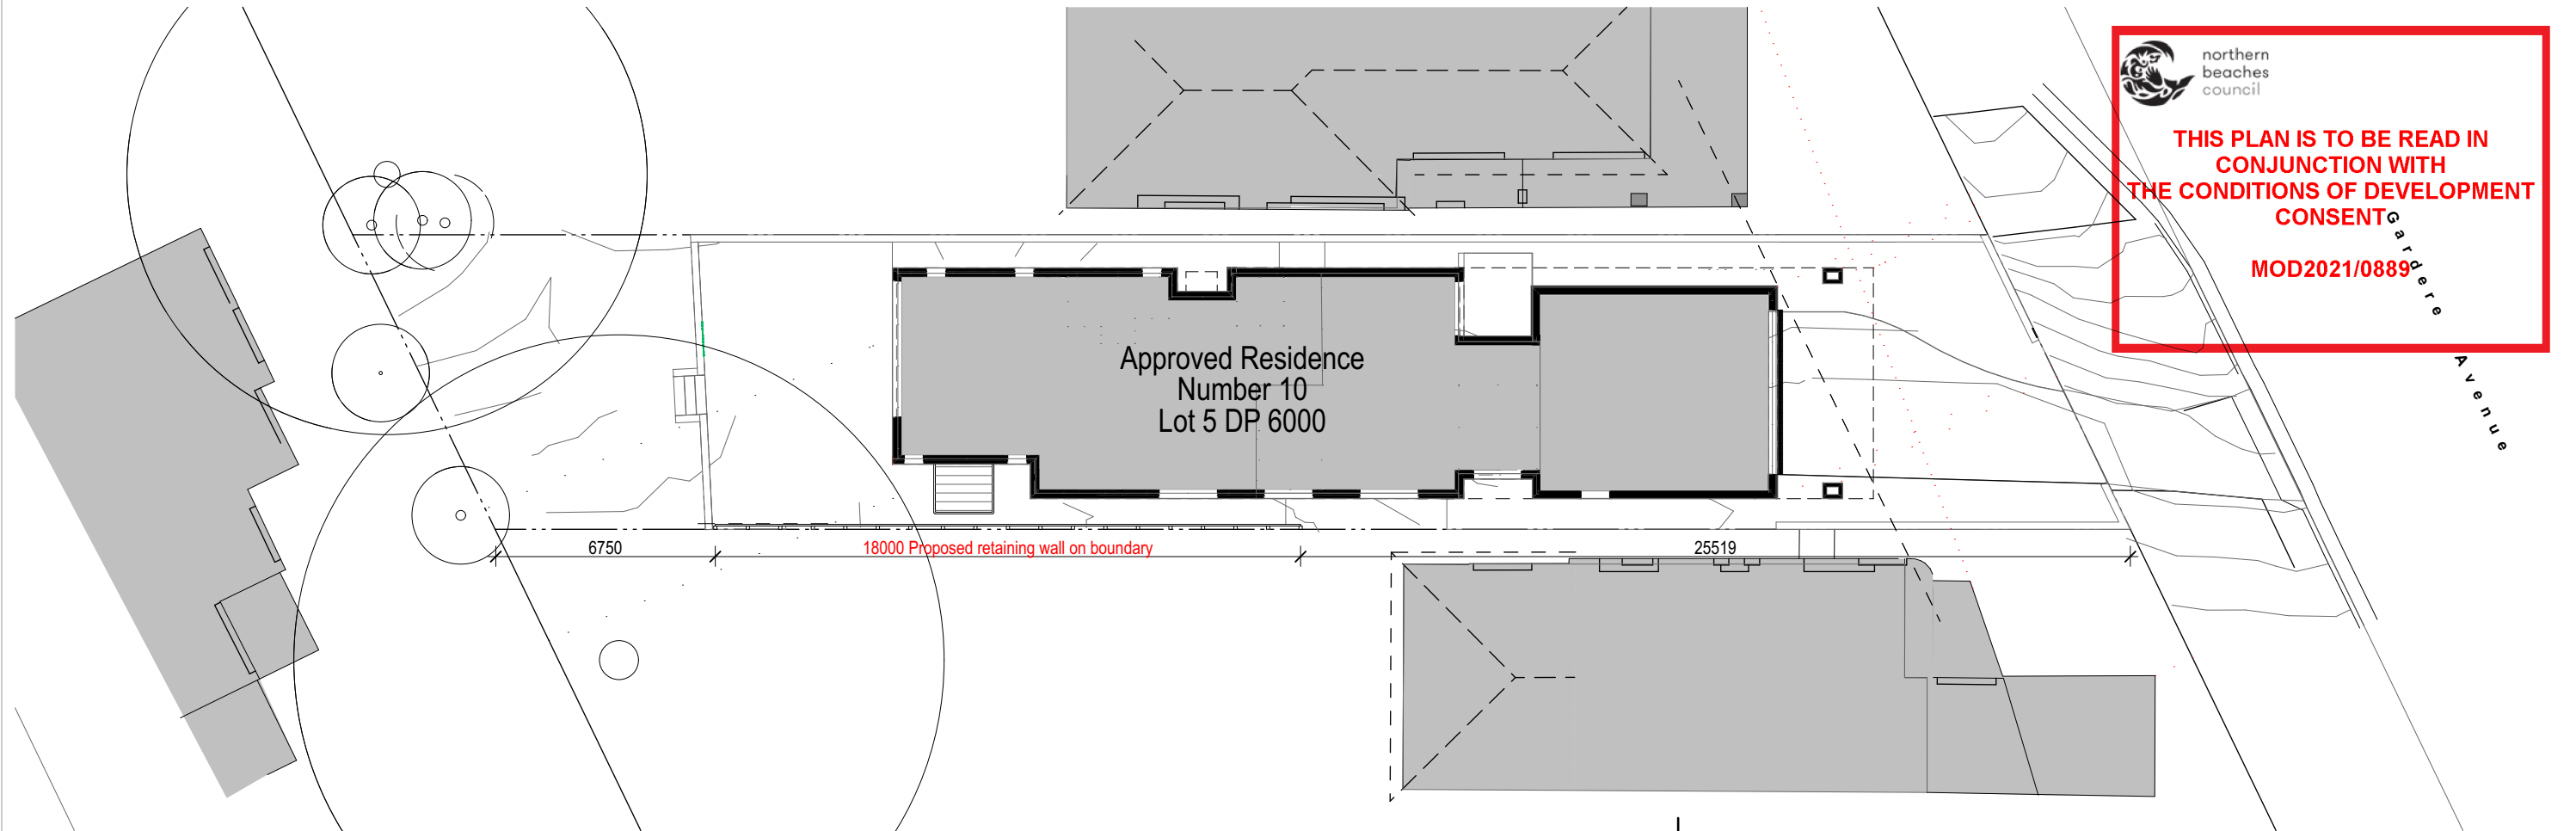 northern
beaches
council
THIS PLAN IS TO BE READ IN
CONJUNCTION WITH
THE CONDITIONS OF DEVELOPMENT
CONSENT
MOD2021/0889
Gardere Avenue
Approved Residence
Number 10
Lot 5 DP 6000
6750
18000 Proposed retaining wall on boundary
25519